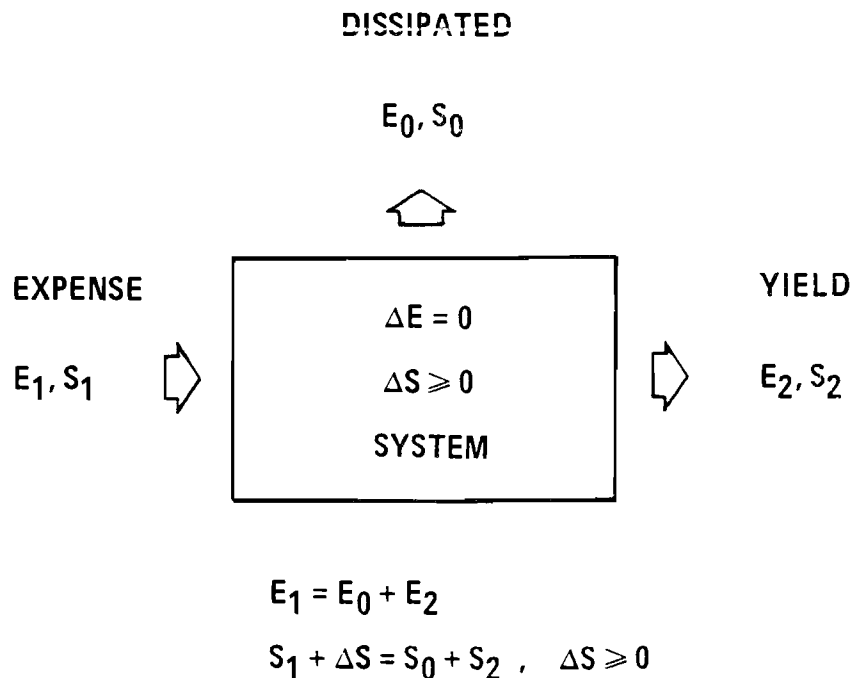 DISSIPATED
E₀, S₀
EXPENSE
E₁, S₁
ΔE = 0
ΔS ⩾ 0
SYSTEM
YIELD
E₂, S₂
E₁ = E₀ + E₂
S₁ + ΔS = S₀ + S₂ , ΔS ⩾ 0